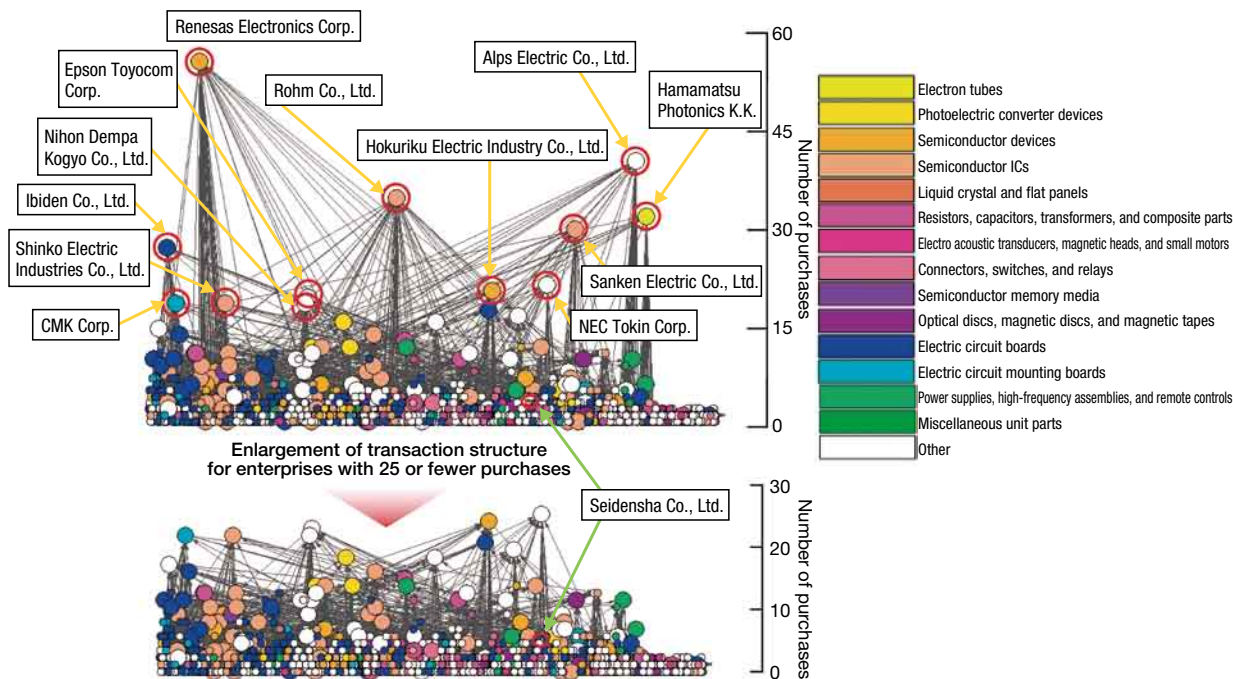 Renesas Electronics Corp.
Epson Toyocom
Corp.
Nihon Dempa
Kogyo Co., Ltd.
Ibiden Co., Ltd.
Shinko Electric
Industries Co., Ltd.
CMK Corp.
Rohm Co., Ltd.
Hokuriku Electric Industry Co., Ltd.
Alps Electric Co., Ltd.
Hamamatsu
Photonics K.K.
Sanken Electric Co., Ltd.
NEC Tokin Corp.
60
45
30
15
0
Number of purchases
Electron tubes
Photoelectric converter devices
Semiconductor devices
Semiconductor ICs
Liquid crystal and flat panels
Resistors, capacitors, transformers, and composite parts
Electro acoustic transducers, magnetic heads, and small motors
Connectors, switches, and relays
Semiconductor memory media
Optical discs, magnetic discs, and magnetic tapes
Electric circuit boards
Electric circuit mounting boards
Power supplies, high-frequency assemblies, and remote controls
Miscellaneous unit parts
Other
Enlargement of transaction structure
for enterprises with 25 or fewer purchases
Seidensha Co., Ltd.
30
20
10
0
Number of purchases